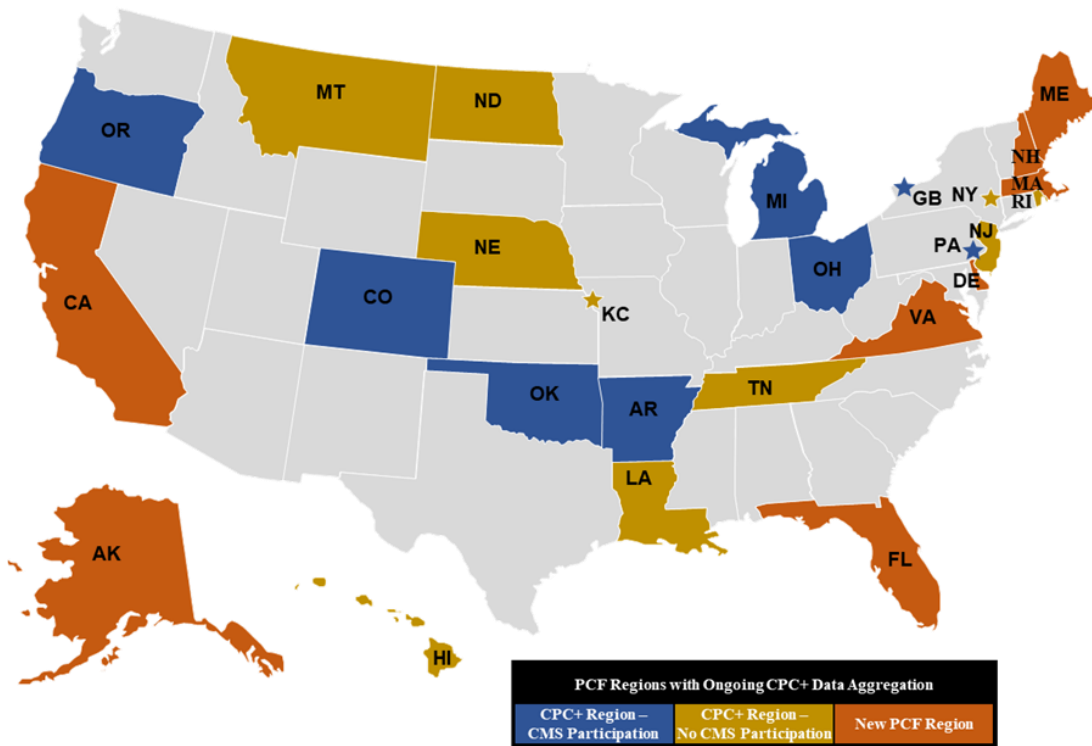 MT
ND
ME
OR
NH
MI
MA
GB
NY
RI
NJ
PA
NE
OH
DE
CO
CA
KC
VA
TN
OK
AR
LA
AK
FL
HI
PCF Regions with Ongoing CPC+ Data Aggregation
CPC+ Region –
CMS Participation
CPC+ Region –
No CMS Participation
New PCF Region